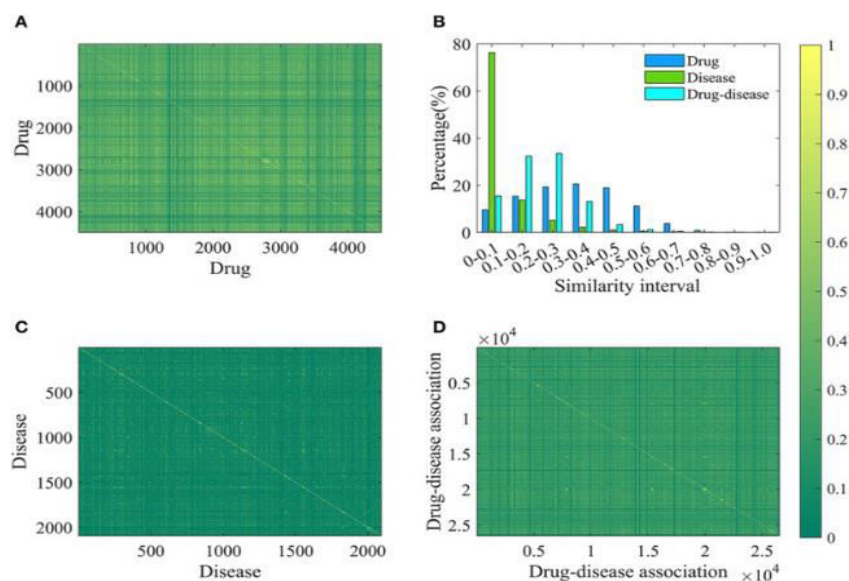 A
Drug
1000
2000
3000
4000
1000 2000 3000 4000
Drug
B
Percentage(%)
80
60
40
20
0
Drug
Disease
Drug-disease
0-0.1 0.1-0.2 0.2-0.3 0.3-0.4 0.4-0.5 0.5-0.6 0.6-0.7 0.7-0.8 0.8-0.9 0.9-1.0
Similarity interval
C
Disease
500
1000
1500
2000
500 1000 1500 2000
Disease
D
×10⁴
Drug-disease association
0.5
1
1.5
2
2.5
0.5 1 1.5 2 2.5
Drug-disease association ×10⁴
1
0.9
0.8
0.7
0.6
0.5
0.4
0.3
0.2
0.1
0